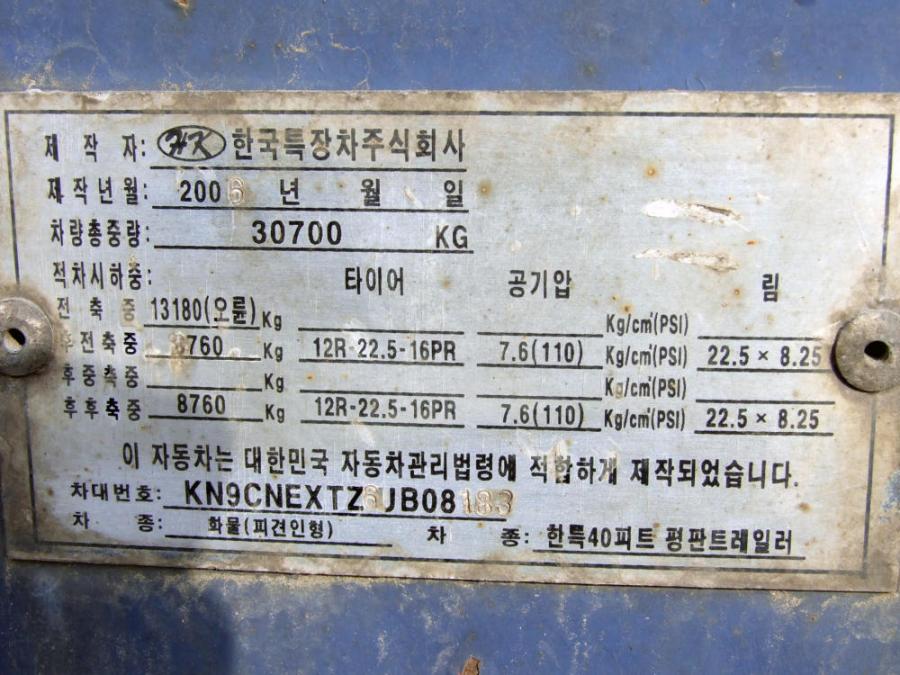 제 작 자: HK 한국특장차주식회사
제작년월: 2006 년 월 일
차량총중량: 30700 KG
적차시하중: 타이어 공기압 림
전 축 중 13180(오륜) Kg Kg/cm²(PSI)
후전축중 8760 Kg 12R-22.5-16PR 7.6(110) Kg/cm²(PSI) 22.5 × 8.25
후중축중 Kg Kg/cm²(PSI)
후후축중 8760 Kg 12R-22.5-16PR 7.6(110) Kg/cm²(PSI) 22.5 × 8.25
이 자동차는 대한민국 자동차관리법령에 적합하게 제작되었습니다.
차대번호: KN9CNEXTZ6JB08183
차 종: 화물(피견인형) 차 종: 한특40피트 평판트레일러